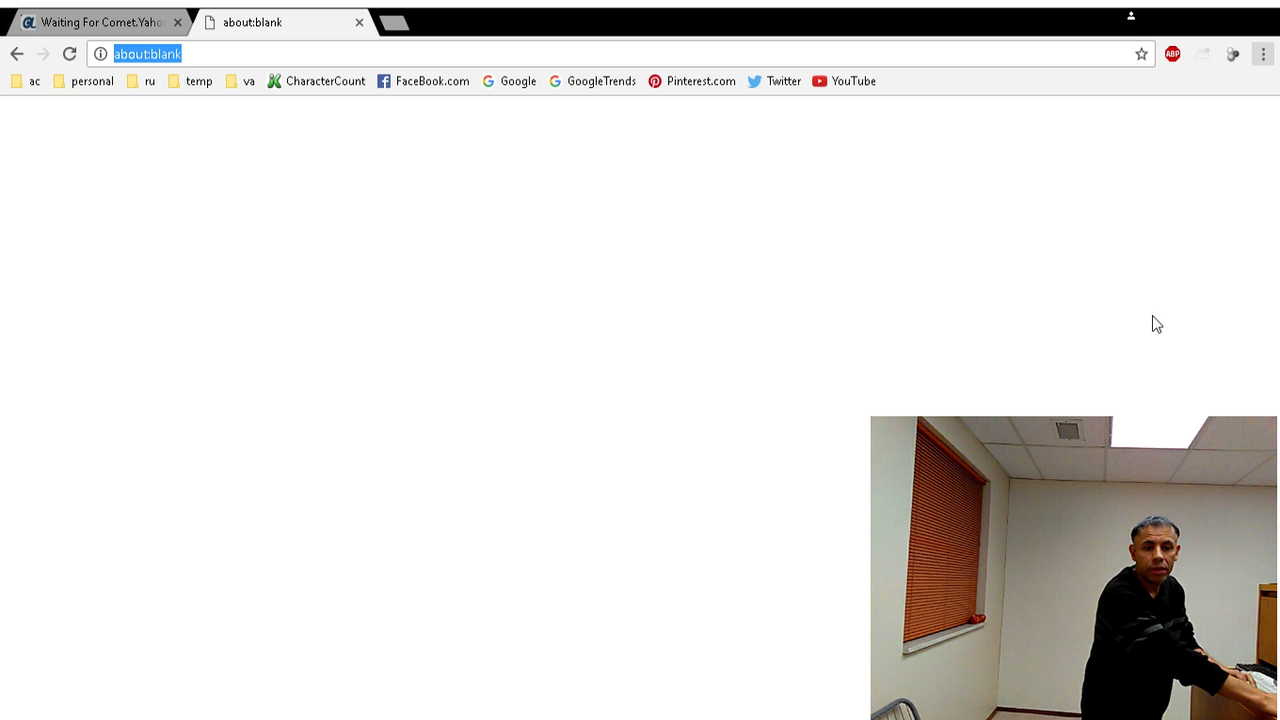 Waiting For Comet.Yaho
about:blank
about:blank
ABP
ac personal ru temp va CharacterCount FaceBook.com Google GoogleTrends Pinterest.com Twitter YouTube